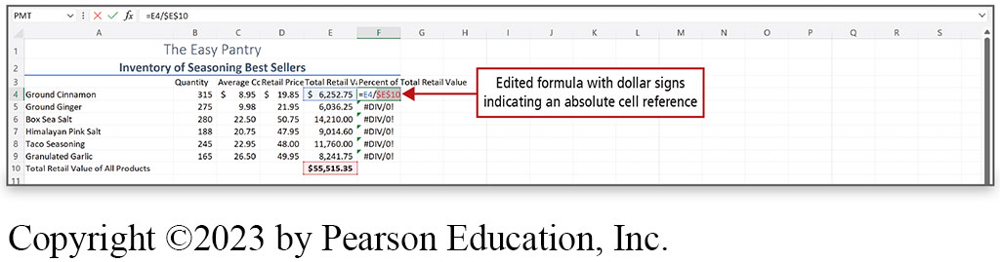 PMT fx =E4/$E$10
A B C D E F G H I J K L M N O P Q R S
1 The Easy Pantry
2 Inventory of Seasoning Best Sellers
3 Quantity Average Co Retail Price Total Retail V Percent of Total Retail Value
4 Ground Cinnamon 315 $ 8.95 $ 19.85 $ 6,252.75 =E4/$E$10
5 Ground Ginger 275 9.98 21.95 6,036.25 #DIV/0!
6 Box Sea Salt 280 22.50 50.75 14,210.00 #DIV/0!
7 Himalayan Pink Salt 188 20.75 47.95 9,014.60 #DIV/0!
8 Taco Seasoning 245 22.95 48.00 11,760.00 #DIV/0!
9 Granulated Garlic 165 26.50 49.95 8,241.75 #DIV/0!
10 Total Retail Value of All Products $55,515.35
11
Edited formula with dollar signs
indicating an absolute cell reference
Copyright ©2023 by Pearson Education, Inc.